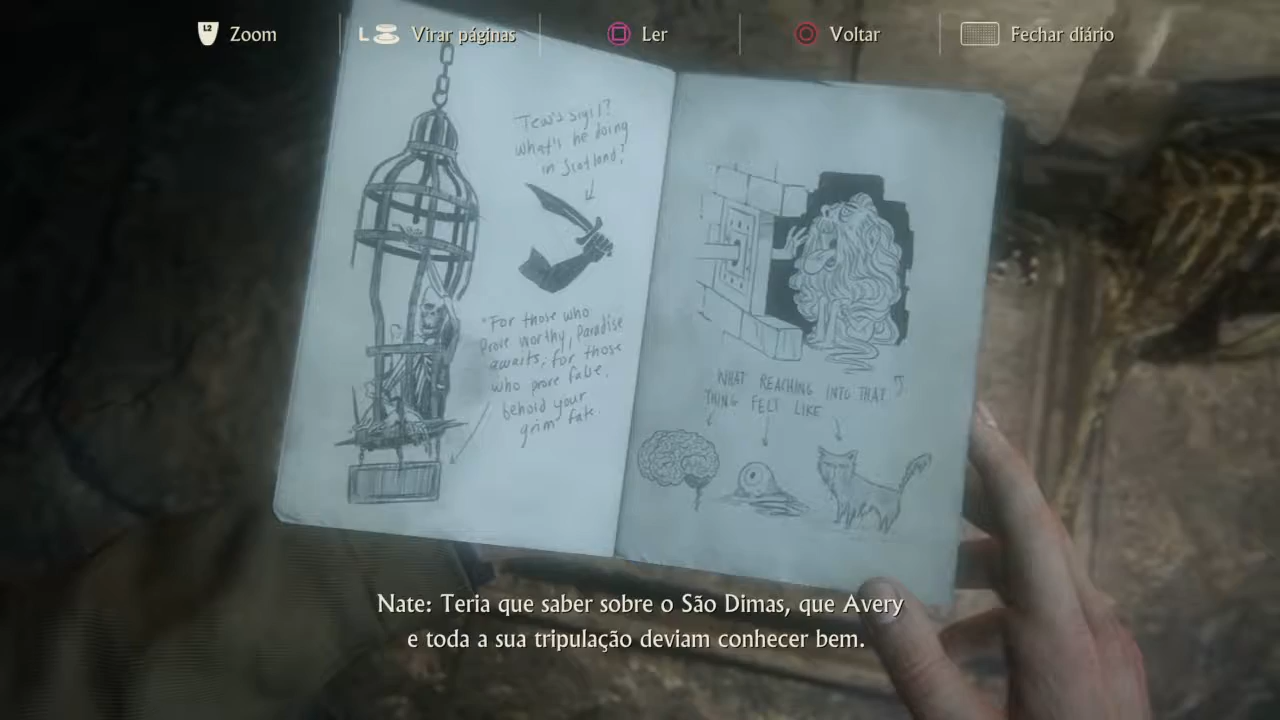 L2 Zoom
L Virar páginas
Ler
Voltar
Fechar diário
Tew's sigil?
What's he doing
in Scotland?
"For those who
prove worthy, Paradise
awaits; for those
who prove false,
behold your
grim fate.
WHAT REACHING INTO THAT
THING FELT LIKE
Nate: Teria que saber sobre o São Dimas, que Avery
e toda a sua tripulação deviam conhecer bem.